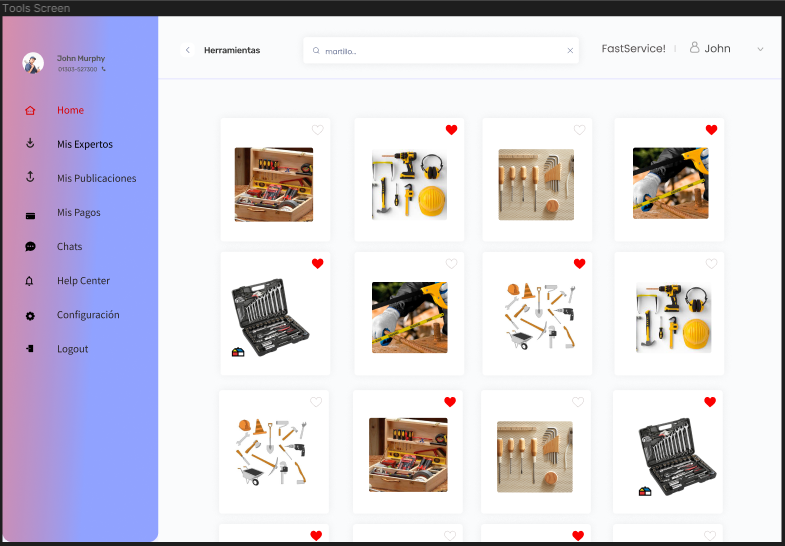 Tools Screen
John Murphy
01303-527300
Herramientas
martillo..
FastService!
John
Home
Mis Expertos
Mis Publicaciones
Mis Pagos
Chats
Help Center
Configuración
Logout